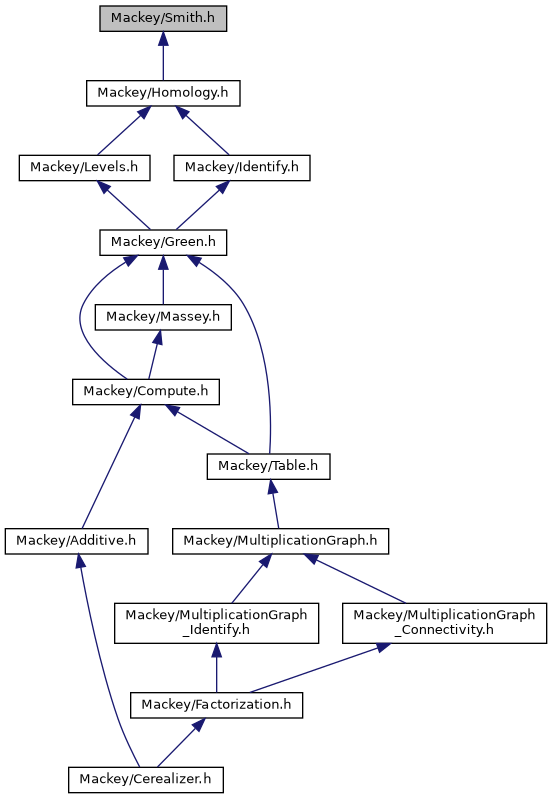 Mackey/Smith.h
Mackey/Homology.h
Mackey/Levels.h
Mackey/Identify.h
Mackey/Green.h
Mackey/Massey.h
Mackey/Compute.h
Mackey/Table.h
Mackey/Additive.h
Mackey/MultiplicationGraph.h
Mackey/MultiplicationGraph
_Identify.h
Mackey/MultiplicationGraph
_Connectivity.h
Mackey/Factorization.h
Mackey/Cerealizer.h